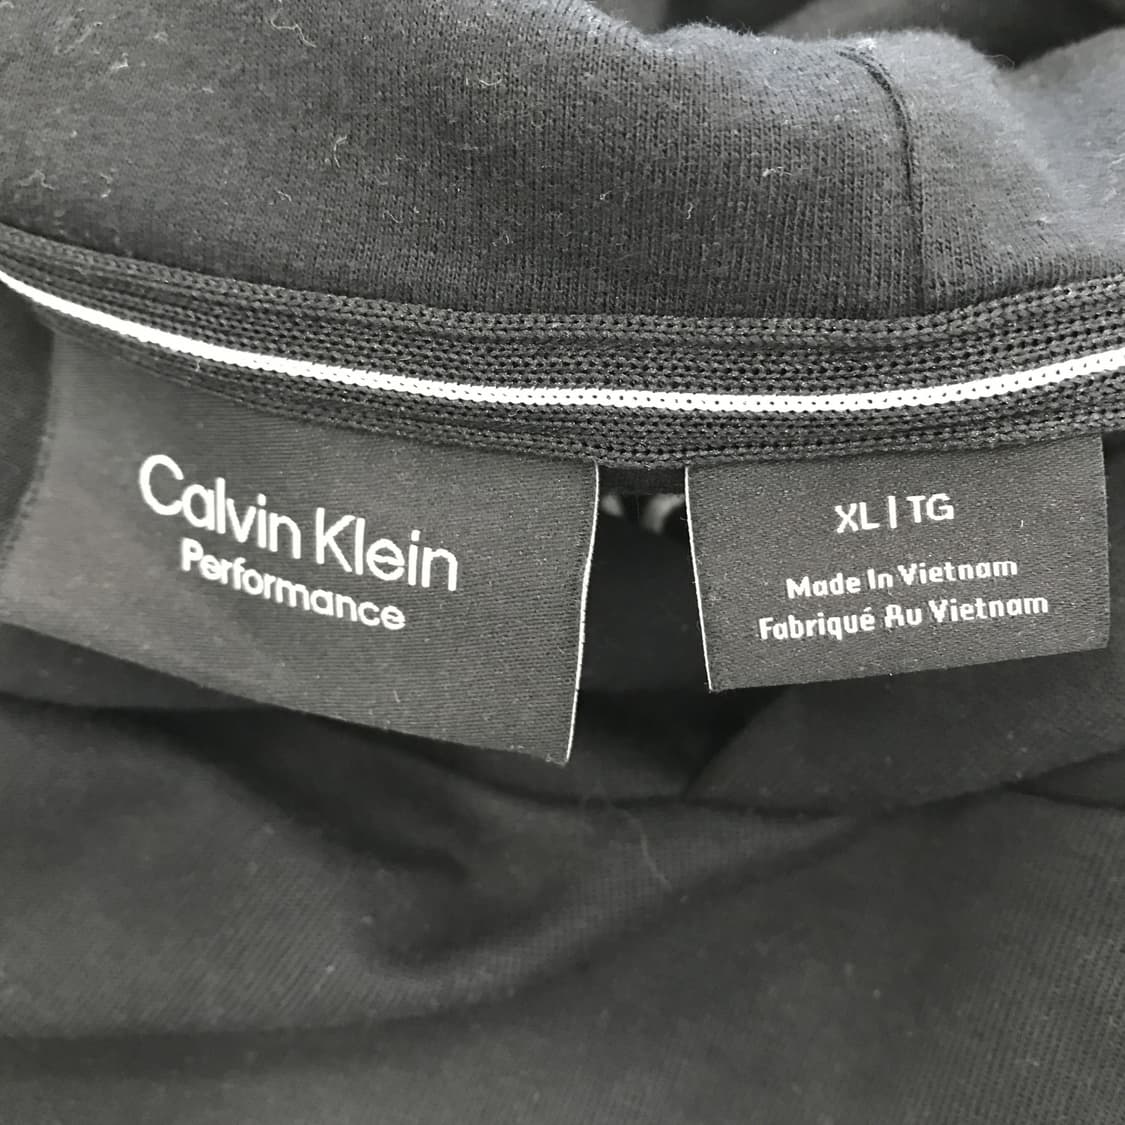 Calvin Klein
Performance
XL | TG
Made In Vietnam
Fabriqué Au Vietnam